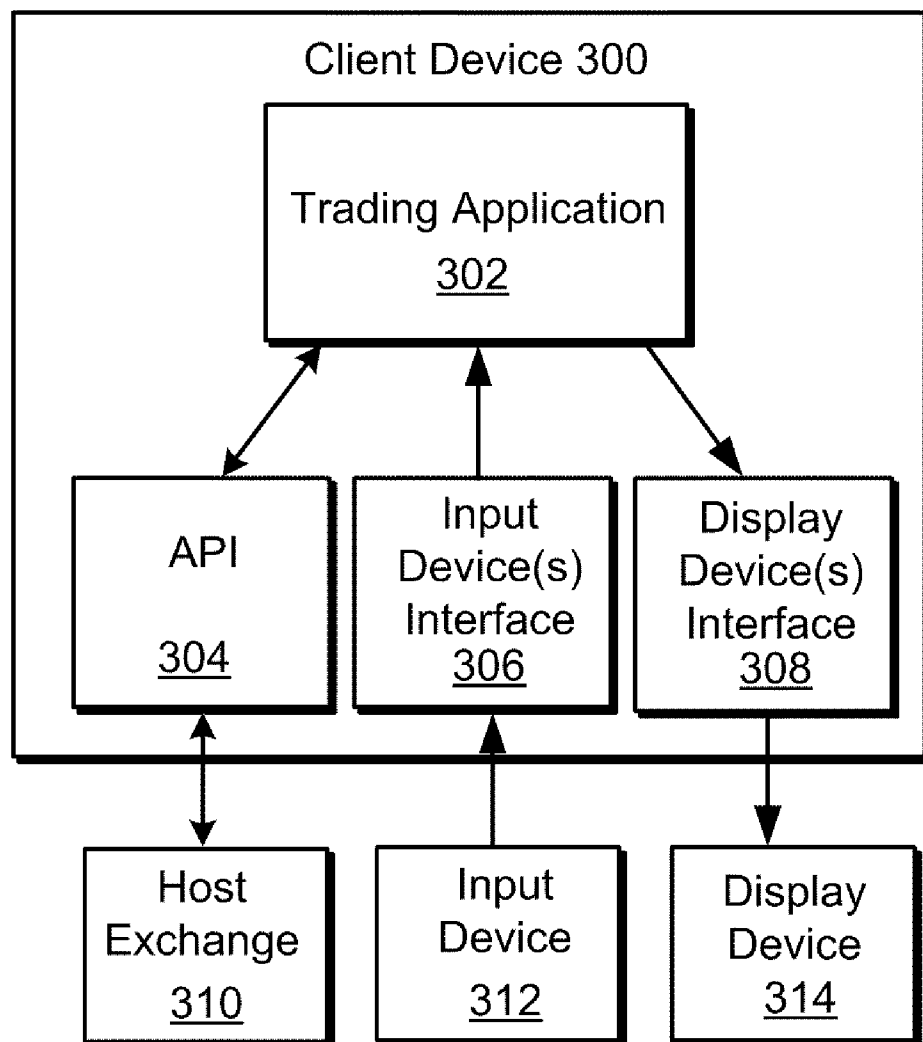 Client Device 300
Trading Application
302
API
304
Input
Device(s)
Interface
306
Display
Device(s)
Interface
308
Host
Exchange
310
Input
Device
312
Display
Device
314